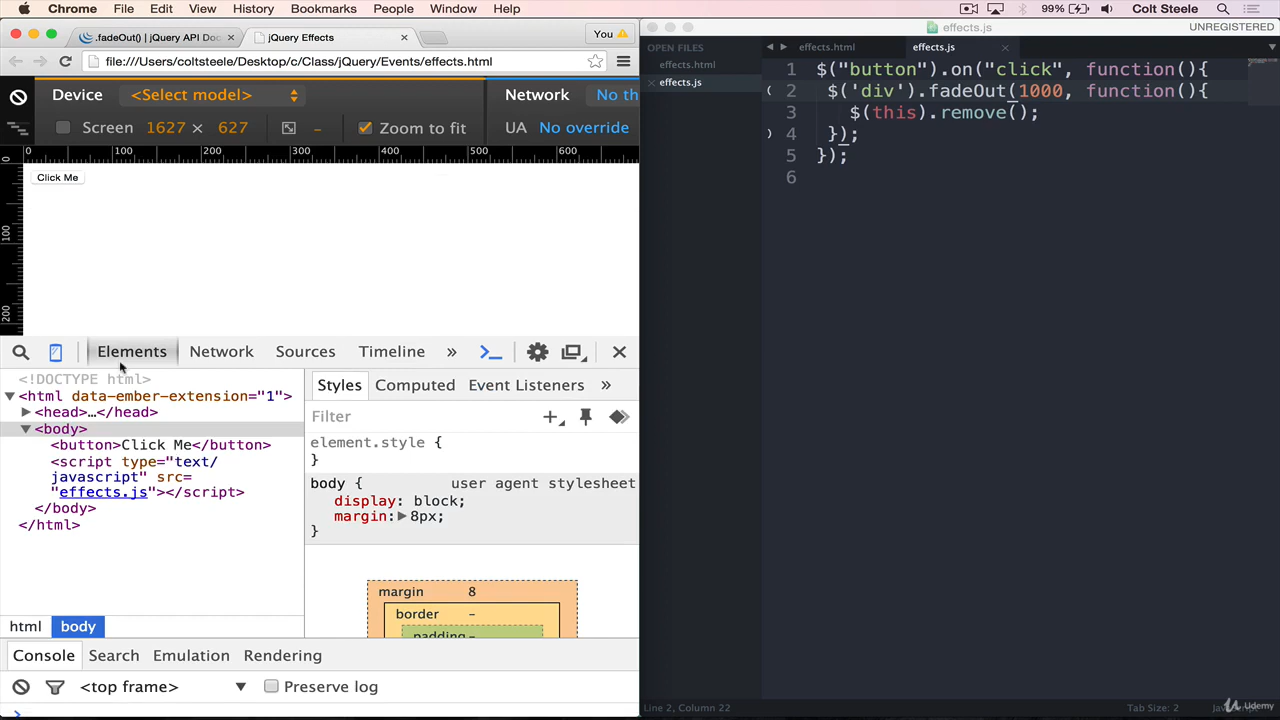 Chrome File Edit View History Bookmarks People Window Help 99% Colt Steele
.fadeOut() | jQuery API Doc jQuery Effects You
file:///Users/coltsteele/Desktop/c/Class/jQuery/Events/effects.html
Device <Select model> Network No th
Screen 1627 × 627 – Zoom to fit UA No override
0 100 200 300 400 500 600
0
100
200
Click Me
Elements Network Sources Timeline »
<!DOCTYPE html>
<html data-ember-extension="1">
<head>…</head>
<body>
<button>Click Me</button>
<script type="text/
javascript" src=
"effects.js"></script>
</body>
</html>
html body
Styles Computed Event Listeners »
Filter
element.style {
}
body { user agent stylesheet
display: block;
margin: 8px;
}
margin 8
border –
padding –
Console Search Emulation Rendering
<top frame> Preserve log
effects.js UNREGISTERED
OPEN FILES
effects.html
effects.js
effects.html effects.js
1 $("button").on("click", function(){
2 $('div').fadeOut(1000, function(){
3 $(this).remove();
4 });
5 });
6
Line 2, Column 22 Tab Size: 2
Udemy